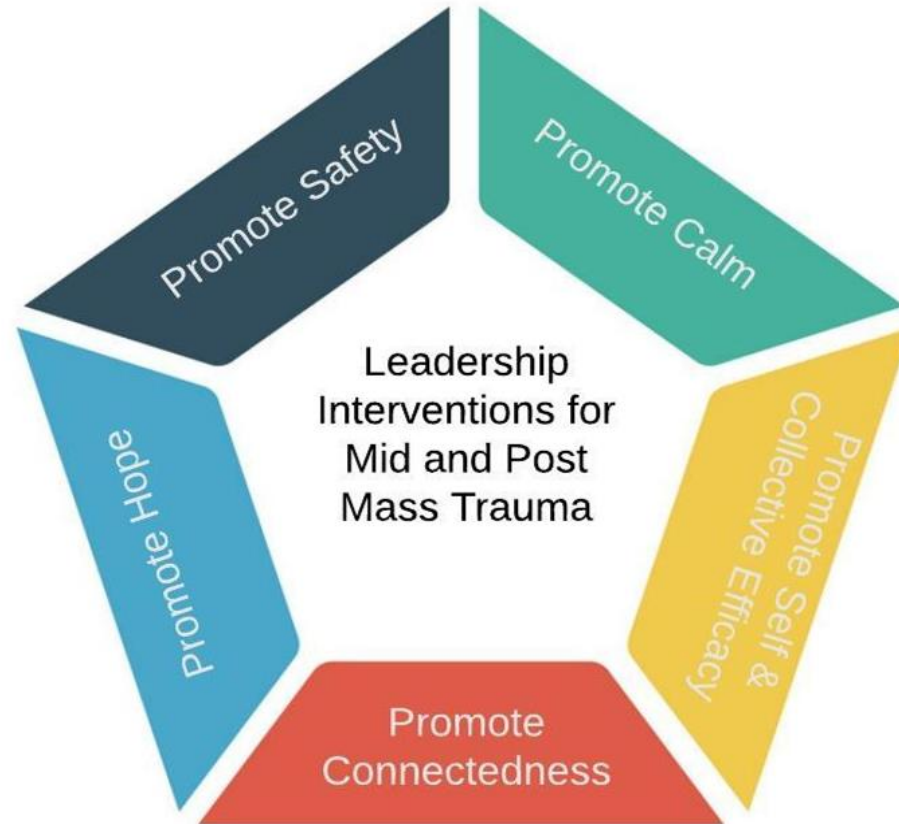 Promote Safety
Promote Calm
Leadership
Interventions for
Mid and Post
Mass Trauma
Promote Self &
Collective Efficacy
Promote Hope
Promote
Connectedness